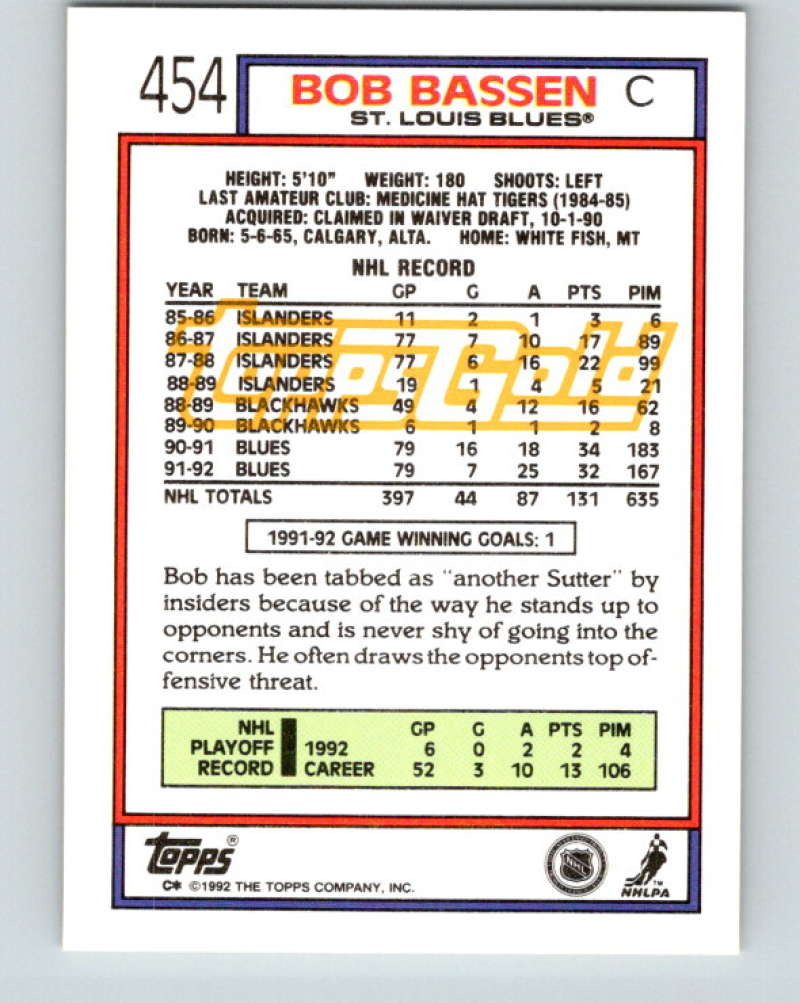 454 BOB BASSEN C
ST. LOUIS BLUES®
HEIGHT: 5'10" WEIGHT: 180 SHOOTS: LEFT
LAST AMATEUR CLUB: MEDICINE HAT TIGERS (1984-85)
ACQUIRED: CLAIMED IN WAIVER DRAFT, 10-1-90
BORN: 5-6-65, CALGARY, ALTA. HOME: WHITE FISH, MT
NHL RECORD
YEAR TEAM GP G A PTS PIM
85-86 ISLANDERS 11 2 1 3 6
86-87 ISLANDERS 77 7 10 17 89
87-88 ISLANDERS 77 6 16 22 99
88-89 ISLANDERS 19 1 4 5 21
88-89 BLACKHAWKS 49 4 12 16 62
89-90 BLACKHAWKS 6 1 1 2 8
90-91 BLUES 79 16 18 34 183
91-92 BLUES 79 7 25 32 167
NHL TOTALS 397 44 87 131 635
ToppsGold
1991-92 GAME WINNING GOALS: 1
Bob has been tabbed as "another Sutter" by
insiders because of the way he stands up to
opponents and is never shy of going into the
corners. He often draws the opponents top of-
fensive threat.
NHL GP G A PTS PIM
PLAYOFF 1992 6 0 2 2 4
RECORD CAREER 52 3 10 13 106
TOPPS®
C* ©1992 THE TOPPS COMPANY, INC.
NHL
™
NHLPA